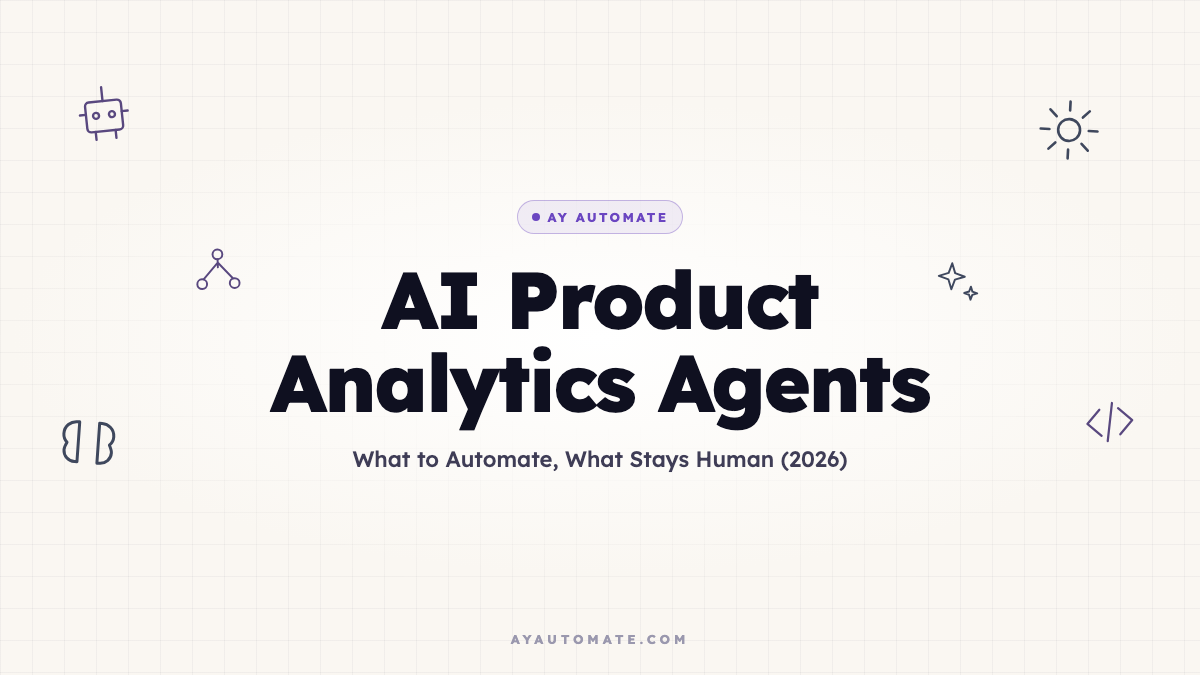 AY AUTOMATE
AI Product
Analytics Agents
What to Automate, What Stays Human (2026)
AYAUTOMATE.COM